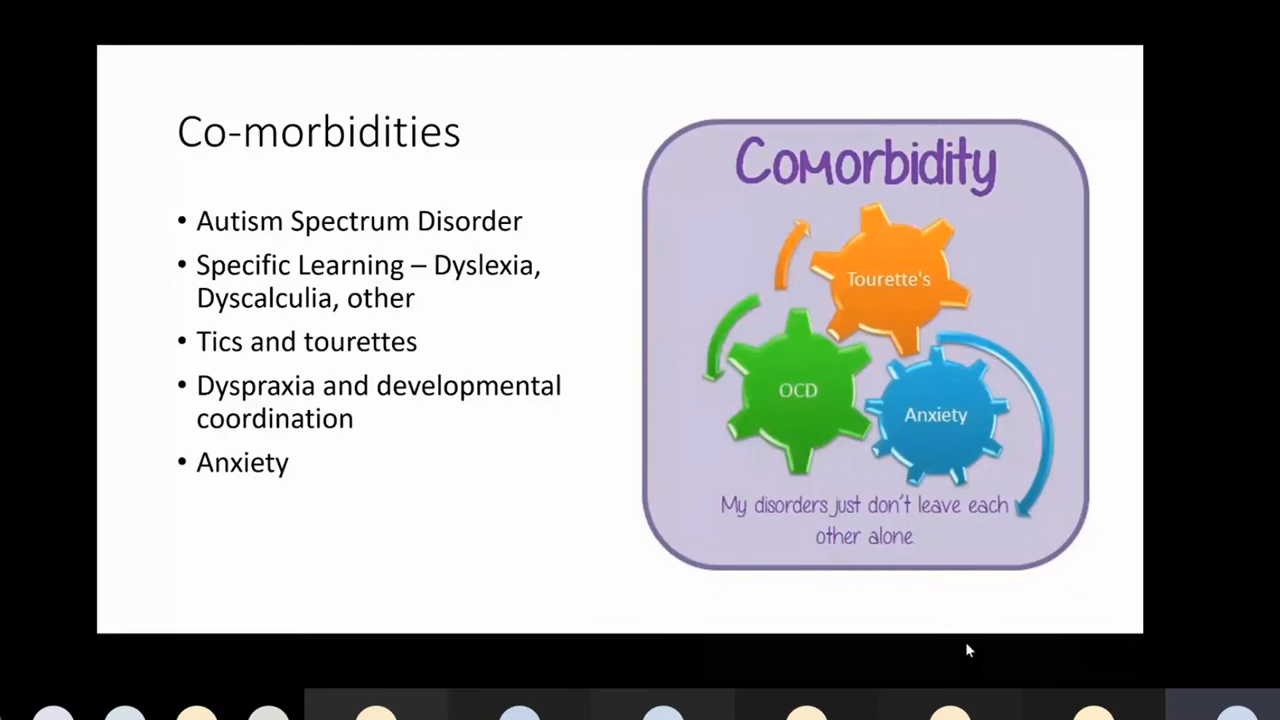 Co-morbidities
• Autism Spectrum Disorder
• Specific Learning – Dyslexia,
Dyscalculia, other
• Tics and tourettes
• Dyspraxia and developmental
coordination
• Anxiety
Comorbidity
Tourette's
OCD
Anxiety
My disorders just don't leave each
other alone.